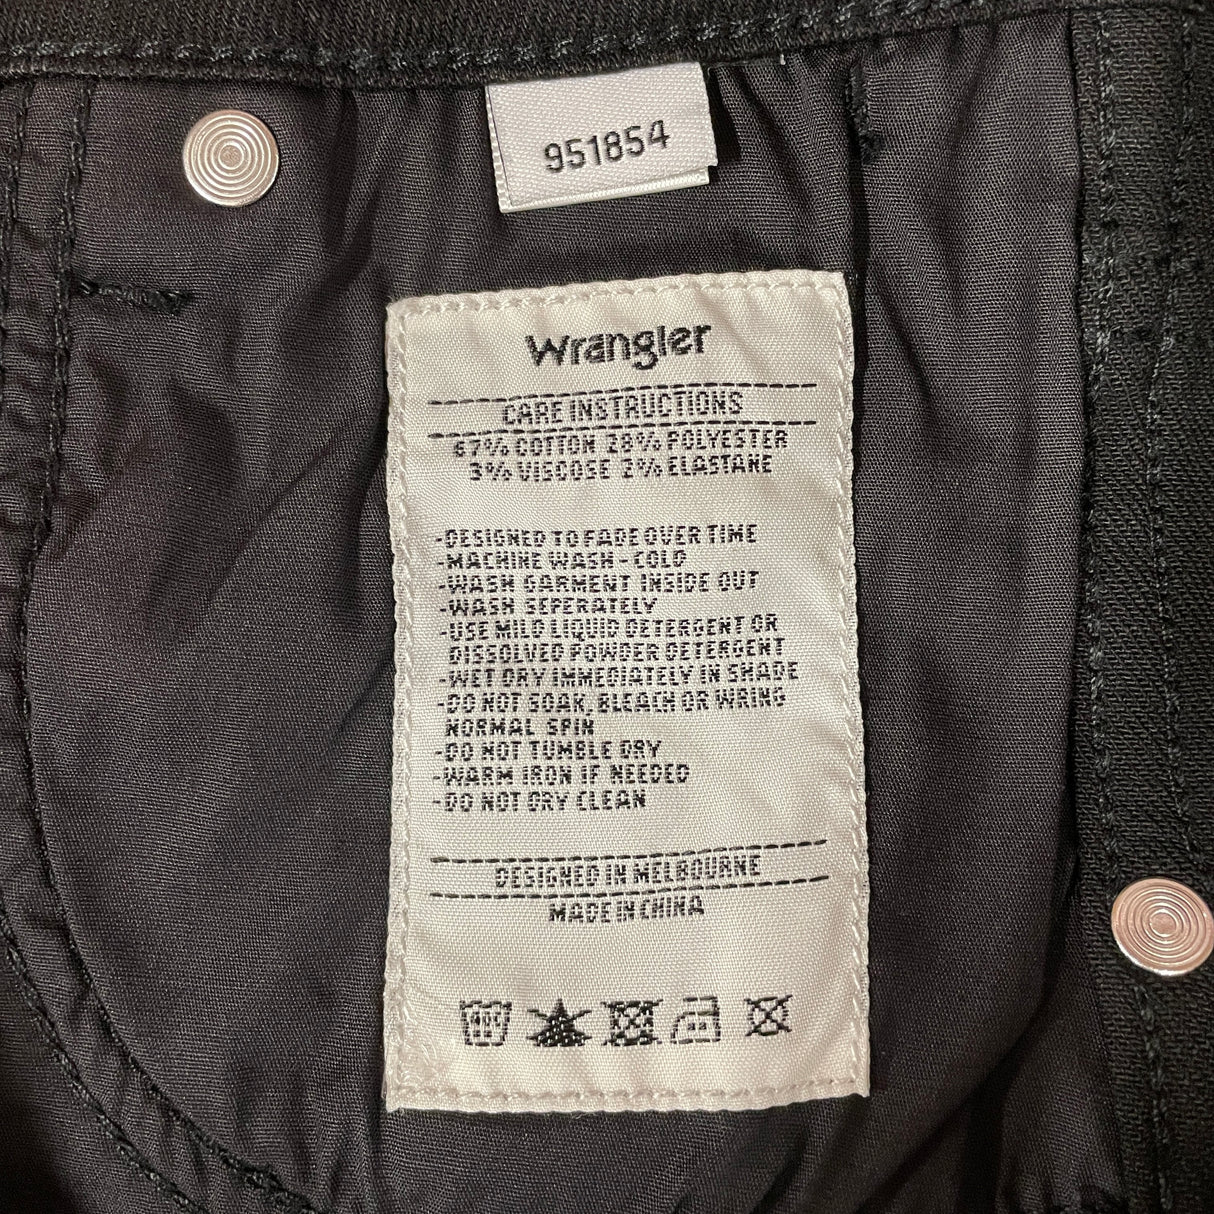 951854
Wrangler
CARE INSTRUCTIONS
67% COTTON 28% POLYESTER
3% VISCOSE 2% ELASTANE
-DESIGNED TO FADE OVER TIME
-MACHINE WASH - COLD
-WASH GARMENT INSIDE OUT
-WASH SEPERATELY
-USE MILD LIQUID DETERGENT OR
DISSOLVED POWDER DETERGENT
-WET DRY IMMEDIATELY IN SHADE
-DO NOT SOAK, BLEACH OR WRING
NORMAL SPIN
-DO NOT TUMBLE DRY
-WARM IRON IF NEEDED
-DO NOT DRY CLEAN
DESIGNED IN MELBOURNE
MADE IN CHINA